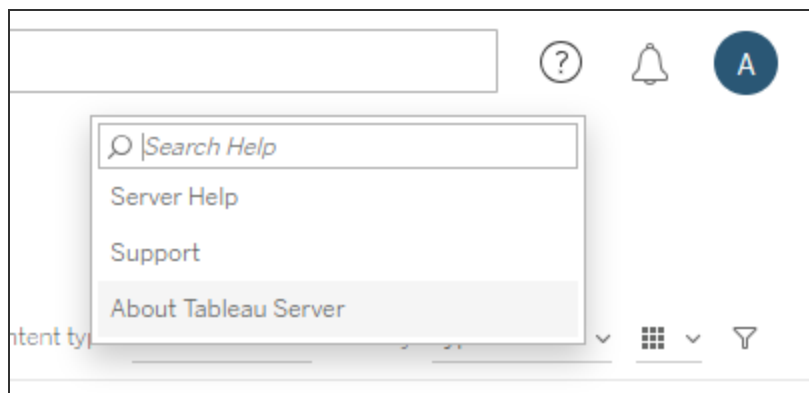 A
Search Help
Server Help
Support
About Tableau Server